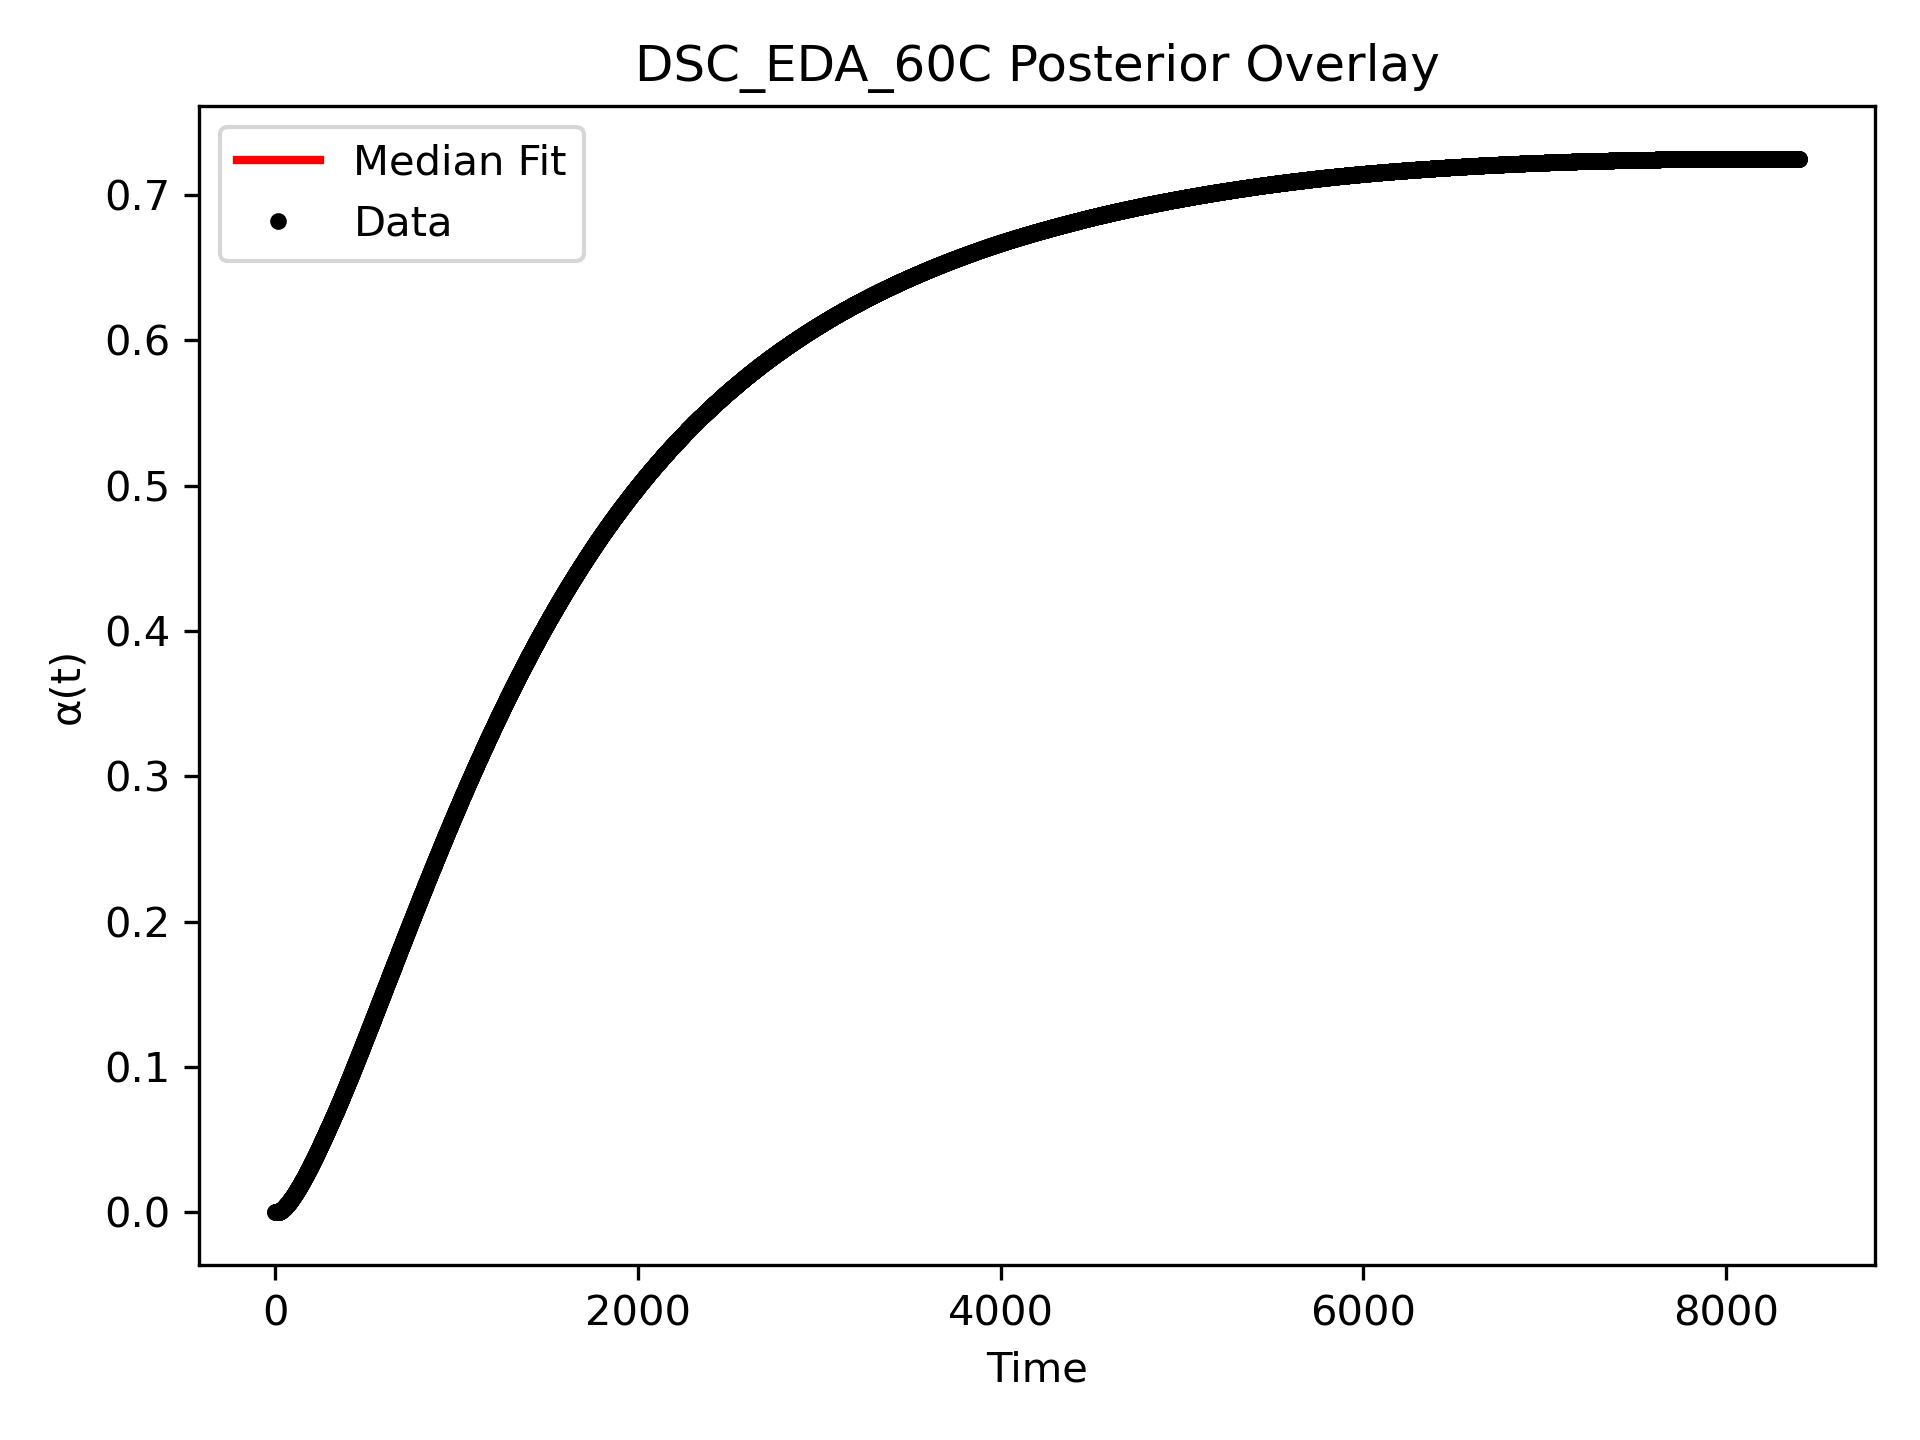 DSC_EDA_60C Posterior Overlay
Median Fit
Data
0.7
0.6
0.5
0.4
0.3
0.2
0.1
0.0
α(t)
0 2000 4000 6000 8000
Time